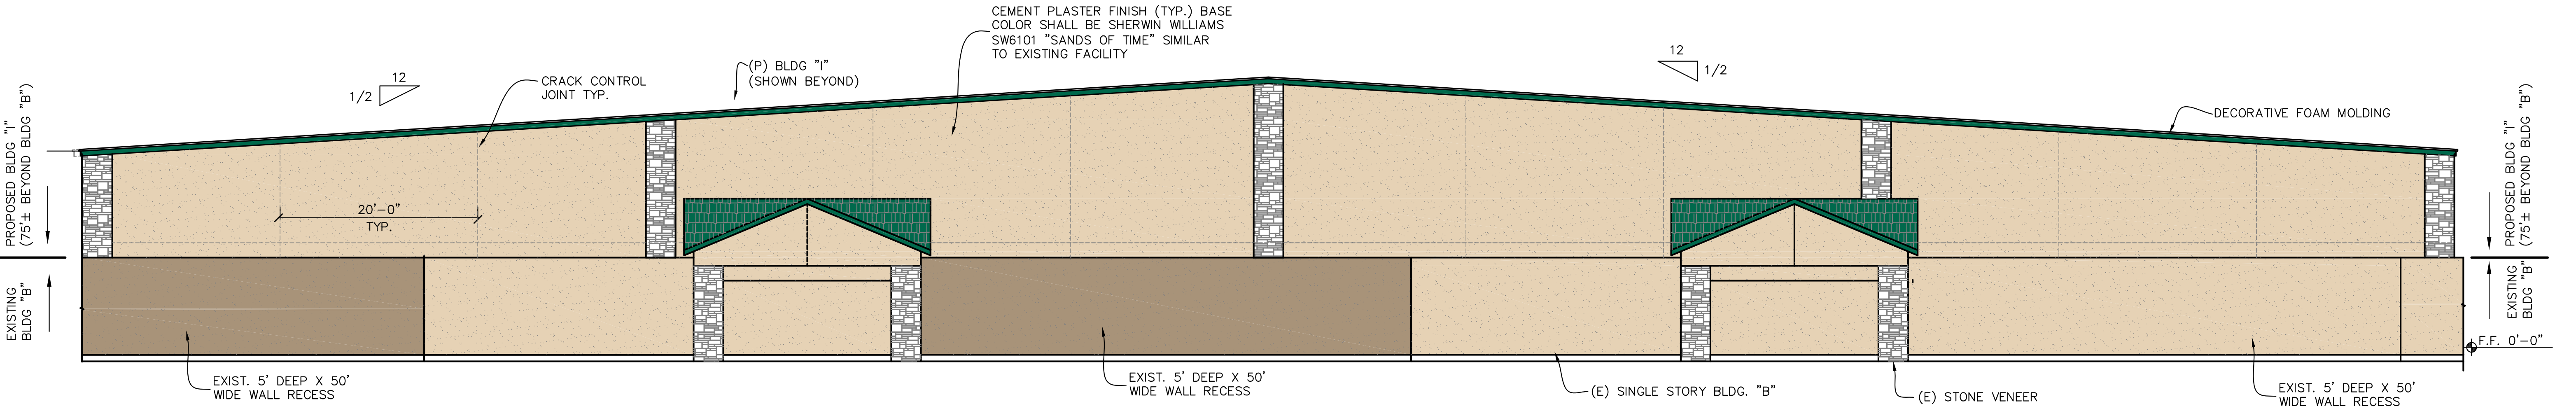 CEMENT PLASTER FINISH (TYP.) BASE
COLOR SHALL BE SHERWIN WILLIAMS
SW6101 "SANDS OF TIME" SIMILAR
TO EXISTING FACILITY
12
1/2
CRACK CONTROL
JOINT TYP.
(P) BLDG "I"
(SHOWN BEYOND)
12
1/2
DECORATIVE FOAM MOLDING
PROPOSED BLDG "I"
(75'± BEYOND BLDG "B")
20'-0"
TYP.
PROPOSED BLDG "I"
(75'± BEYOND BLDG "B")
EXISTING
BLDG "B"
EXISTING
BLDG "B"
F.F. 0'-0"
EXIST. 5' DEEP X 50'
WIDE WALL RECESS
EXIST. 5' DEEP X 50'
WIDE WALL RECESS
(E) SINGLE STORY BLDG. "B"
(E) STONE VENEER
EXIST. 5' DEEP X 50'
WIDE WALL RECESS